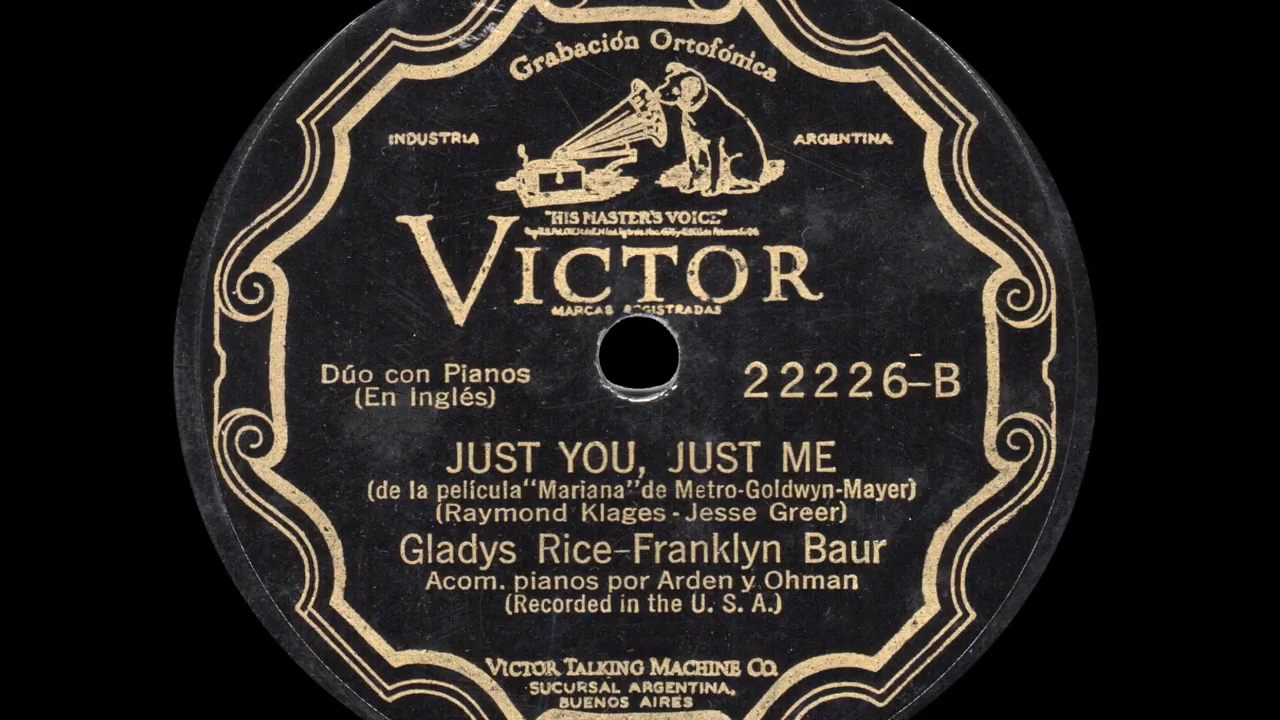 Grabación Ortofónica
INDUSTRIA
ARGENTINA
"HIS MASTER'S VOICE"
VICTOR
MARCAS REGISTRADAS
Dúo con Pianos
(En Inglés)
22226-B
JUST YOU, JUST ME
(de la película "Mariana" de Metro-Goldwyn-Mayer)
(Raymond Klages - Jesse Greer)
Gladys Rice-Franklyn Baur
Acom. pianos por Arden y Ohman
(Recorded in the U. S. A.)
VICTOR TALKING MACHINE CO.
SUCURSAL ARGENTINA,
BUENOS AIRES